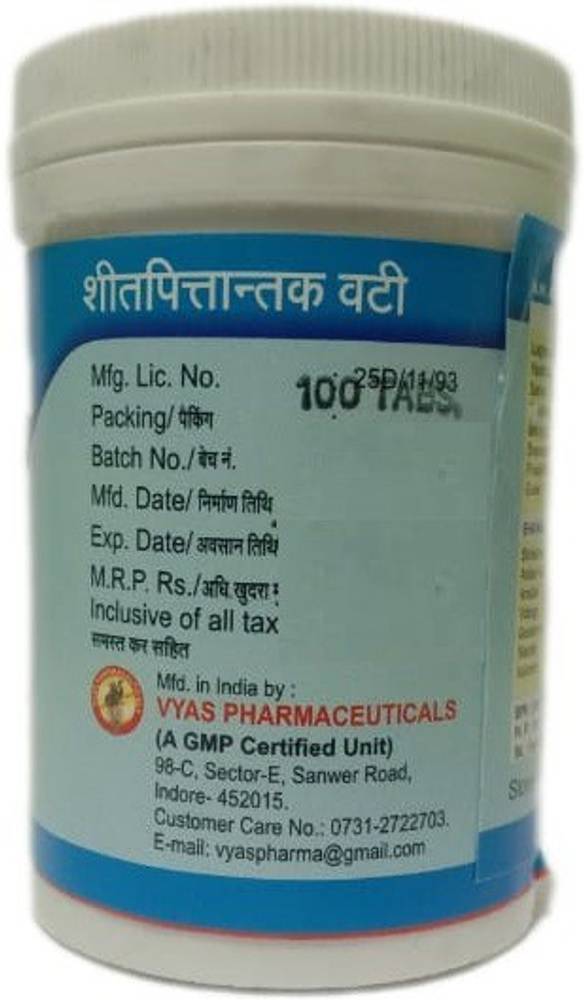 शीतपित्तान्तक वटी
Mfg. Lic. No. : 25D/11/93
Packing/ पैकिंग 100 TABS.
Batch No./ बेच नं.
Mfd. Date/ निर्माण तिथि
Exp. Date/ अवसान तिथि
M.R.P. Rs./अधि खुदरा
Inclusive of all tax
समस्त कर सहित
Mfd. in India by :
VYAS PHARMACEUTICALS
(A GMP Certified Unit)
98-C, Sector-E, Sanwer Road,
Indore- 452015.
Customer Care No.: 0731-2722703.
E-mail: vyaspharma@gmail.com